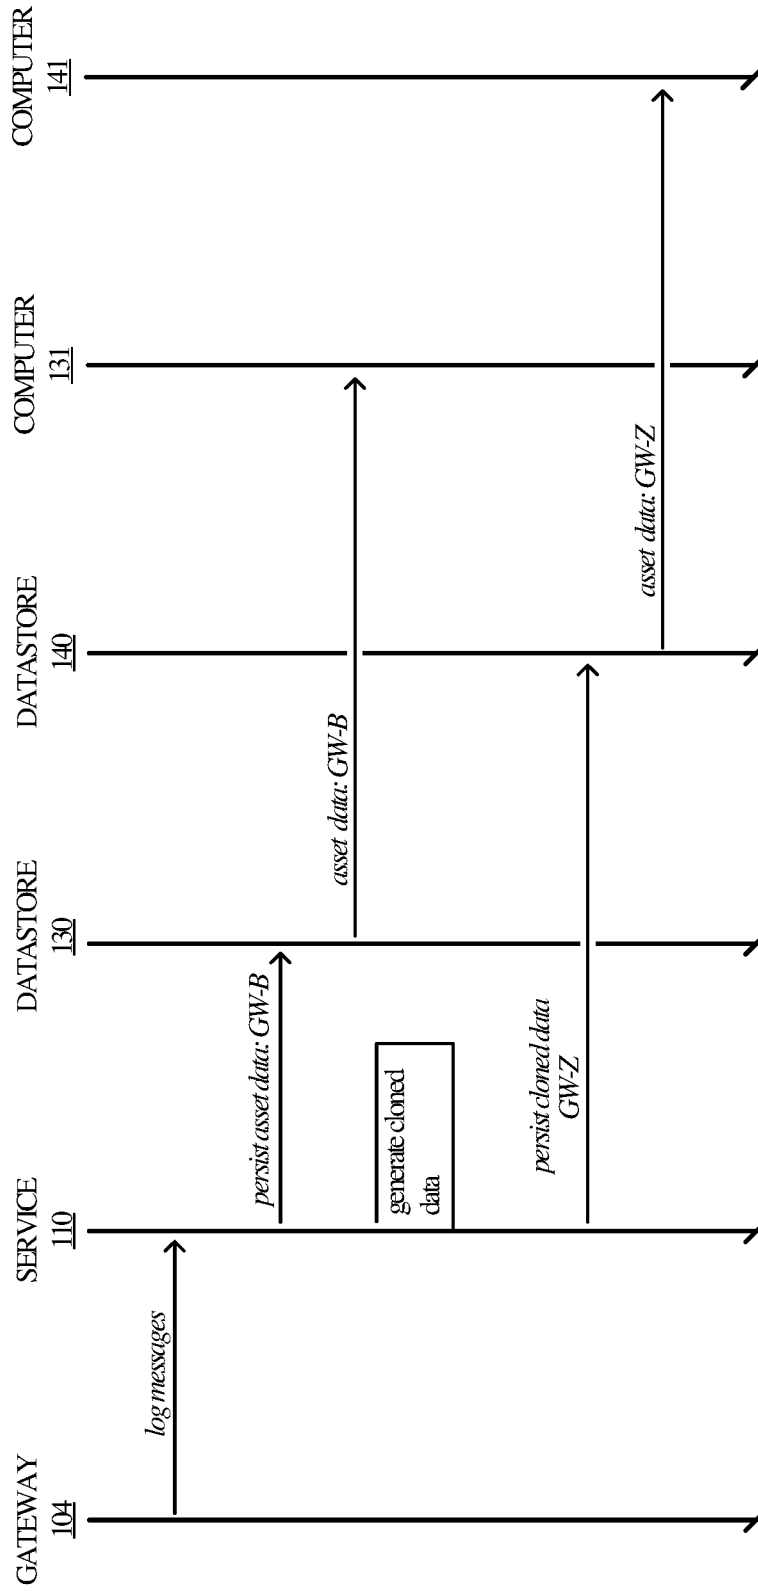 GATEWAY
104
SERVICE
110
DATASTORE
130
DATASTORE
140
COMPUTER
131
COMPUTER
141
log messages
persist asset data: GW-B
asset data: GW-B
generate cloned
data
persist cloned data
GW-Z
asset data: GW-Z